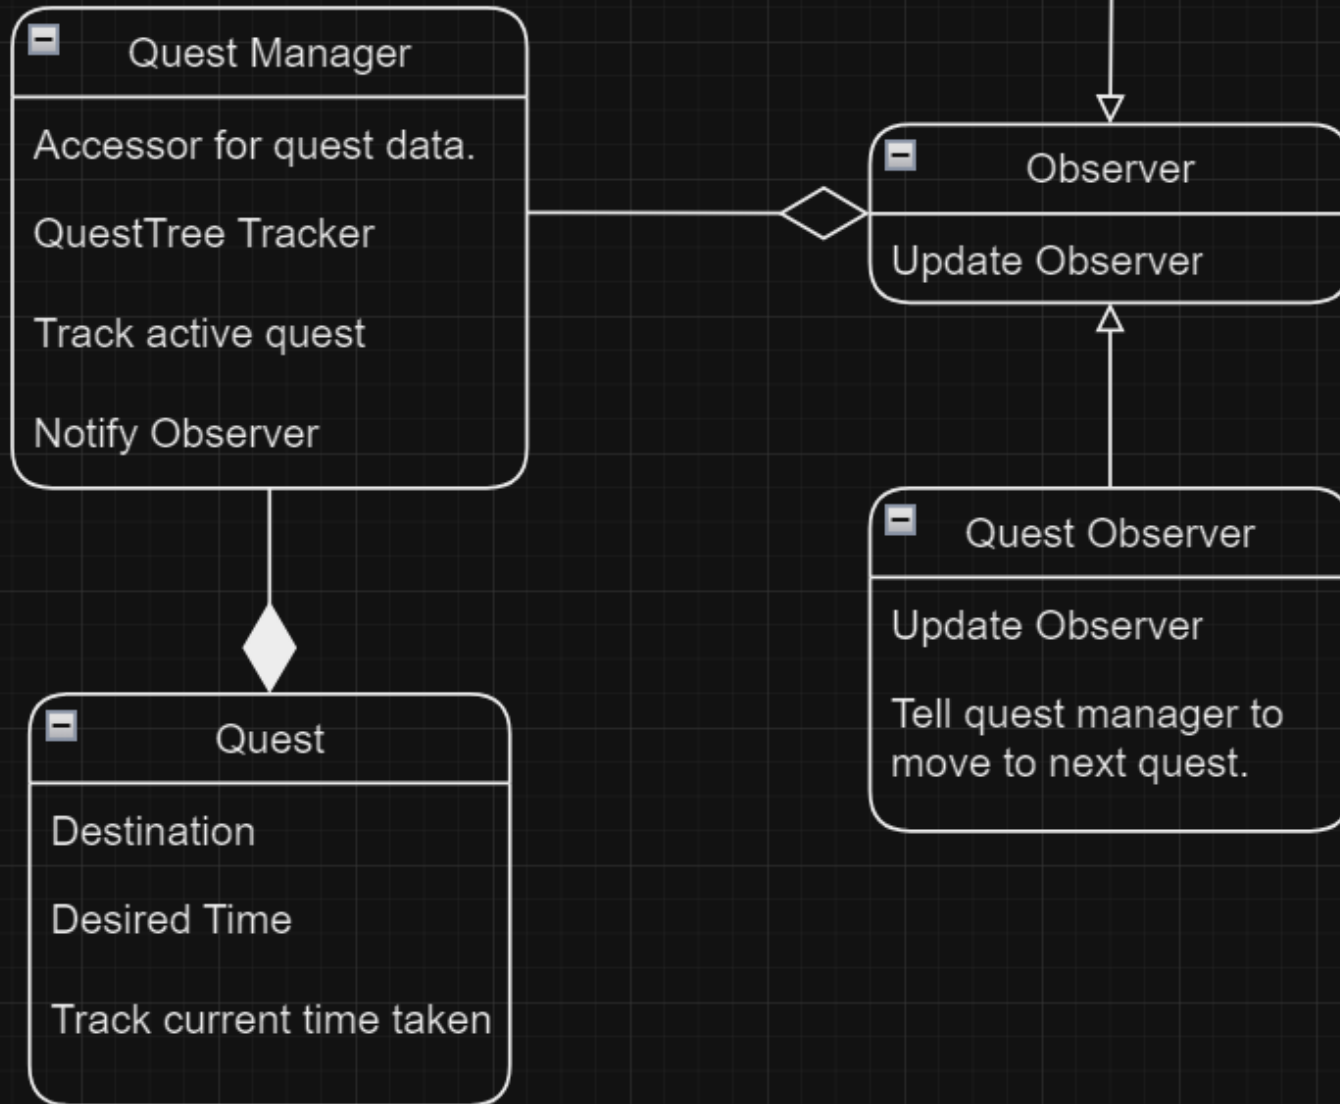 Quest Manager
Accessor for quest data.
QuestTree Tracker
Track active quest
Notify Observer
Observer
Update Observer
Quest Observer
Update Observer
Tell quest manager to
move to next quest.
Quest
Destination
Desired Time
Track current time taken